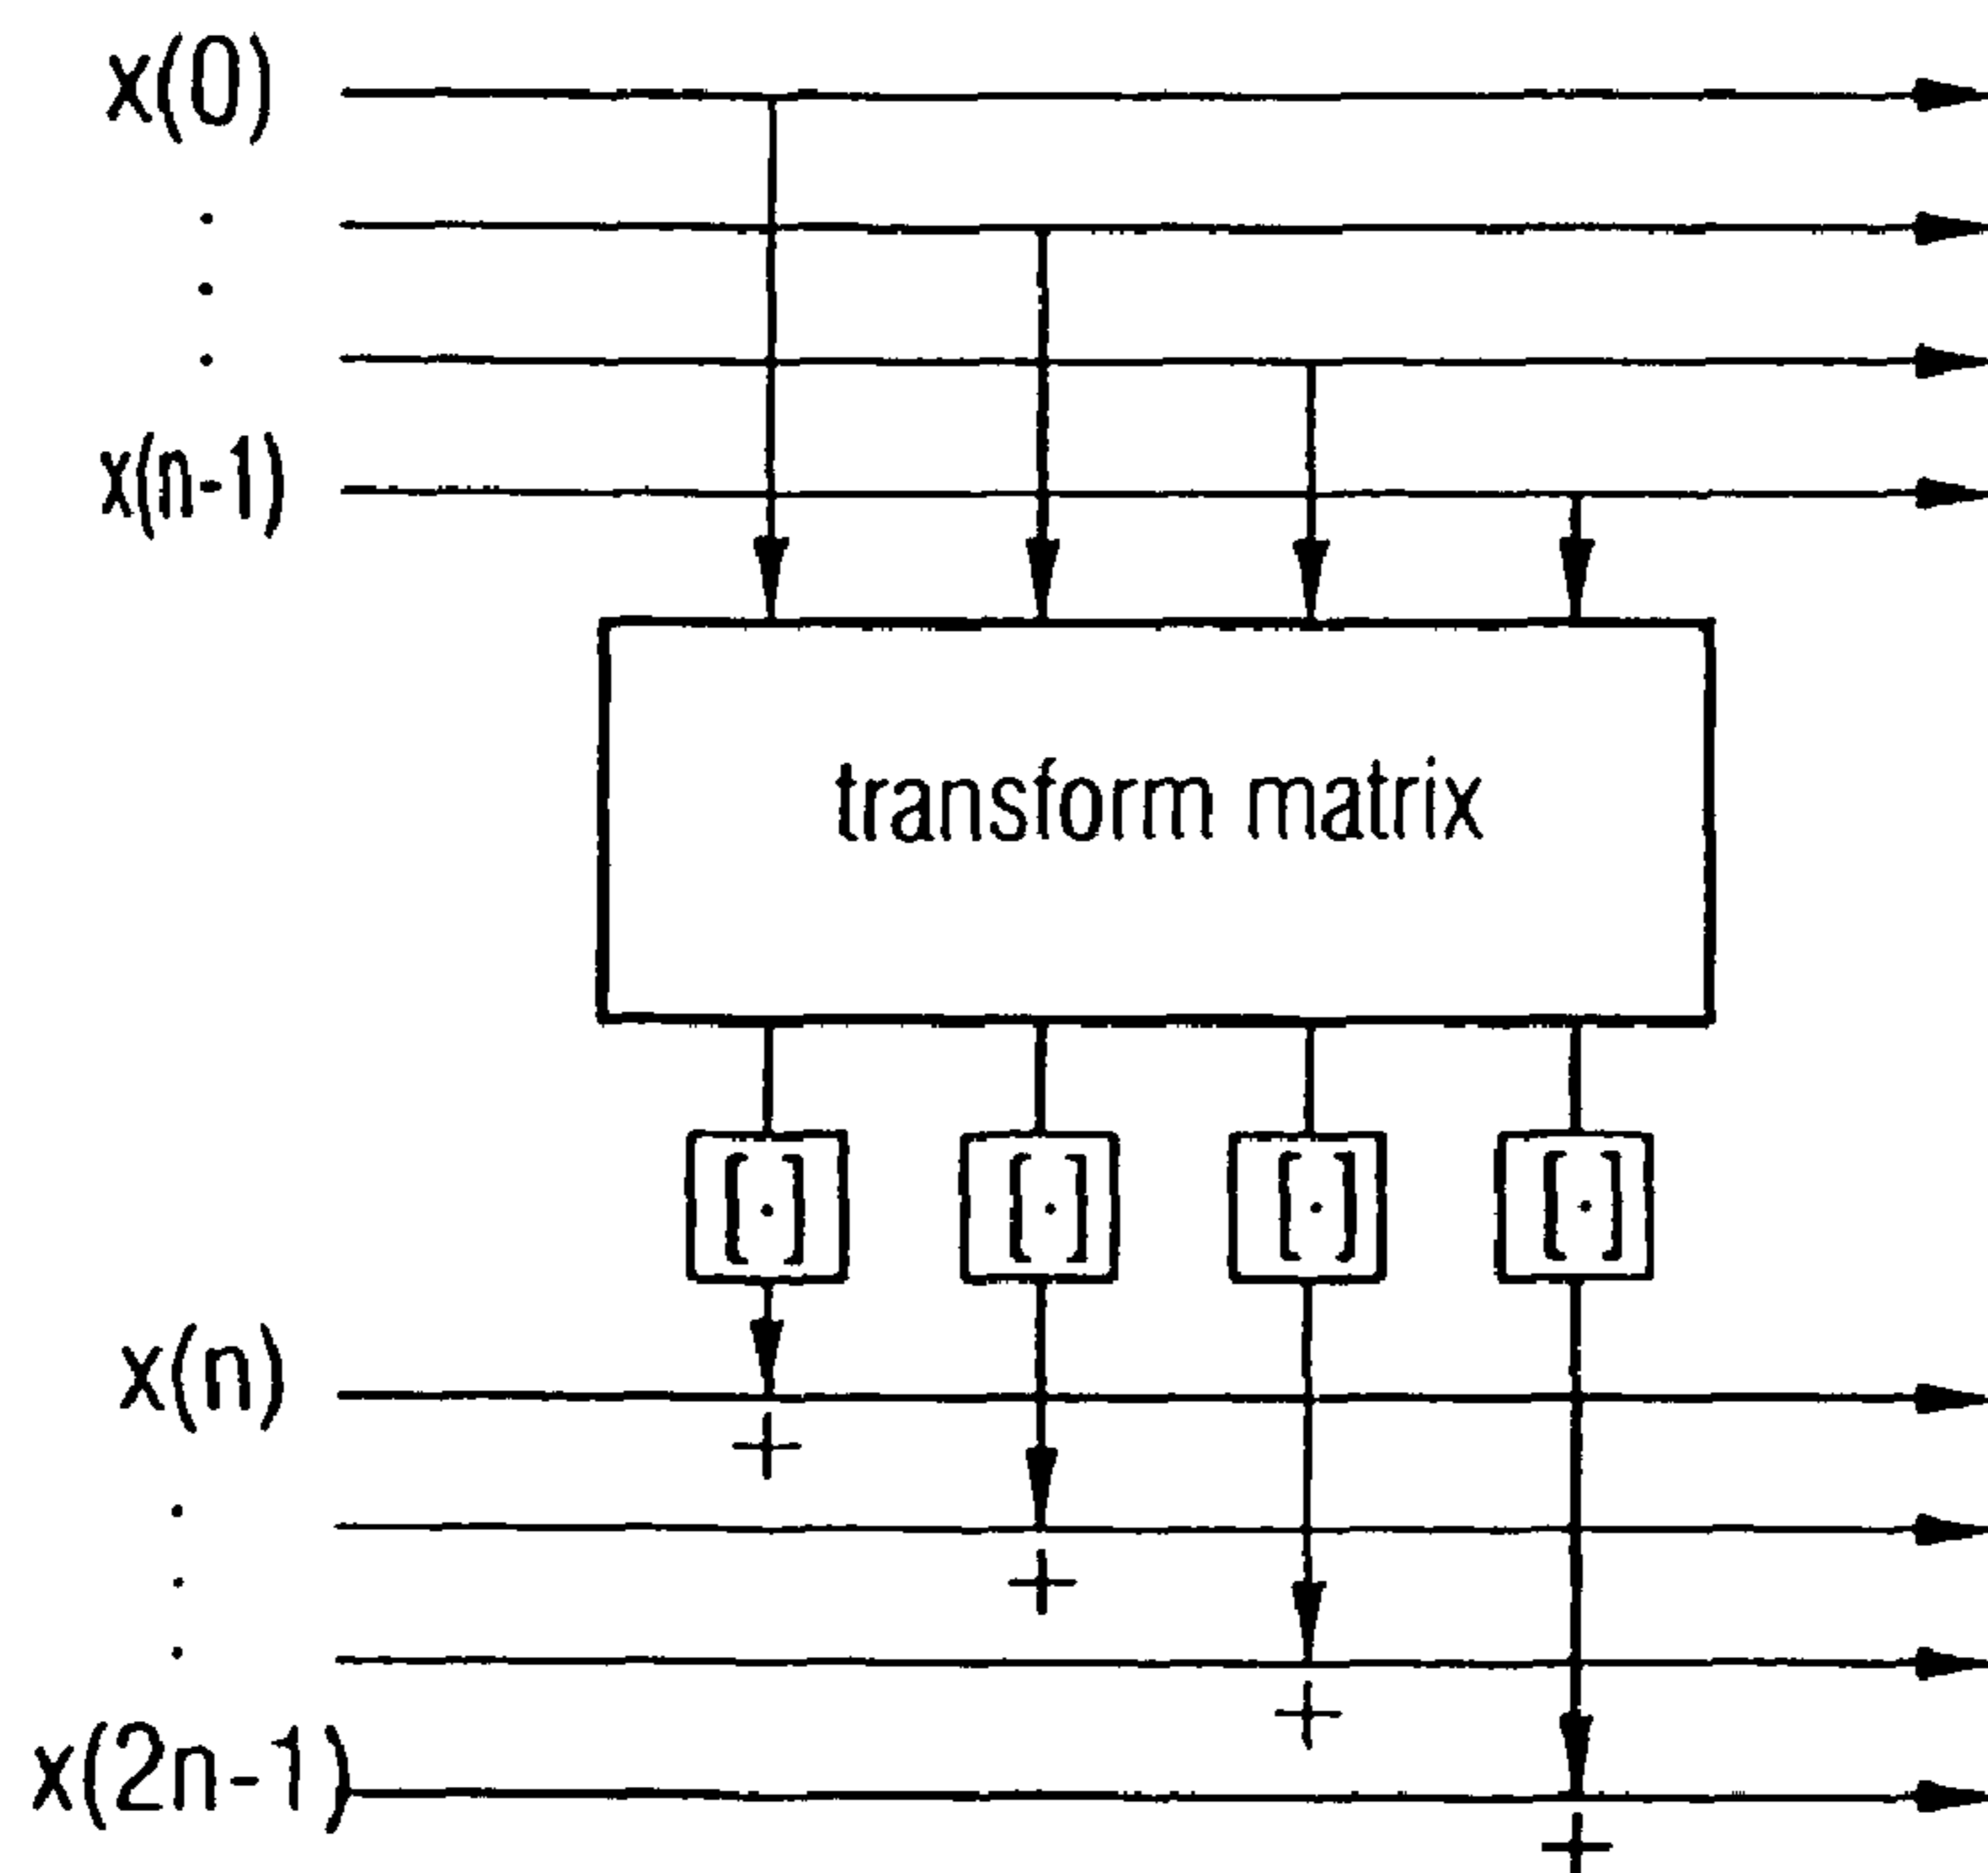 x(0)
.
.
.
x(n-1)
transform matrix
[·] [·] [·] [·]
x(n)
+
.
+
.
.
+
x(2n-1)
+